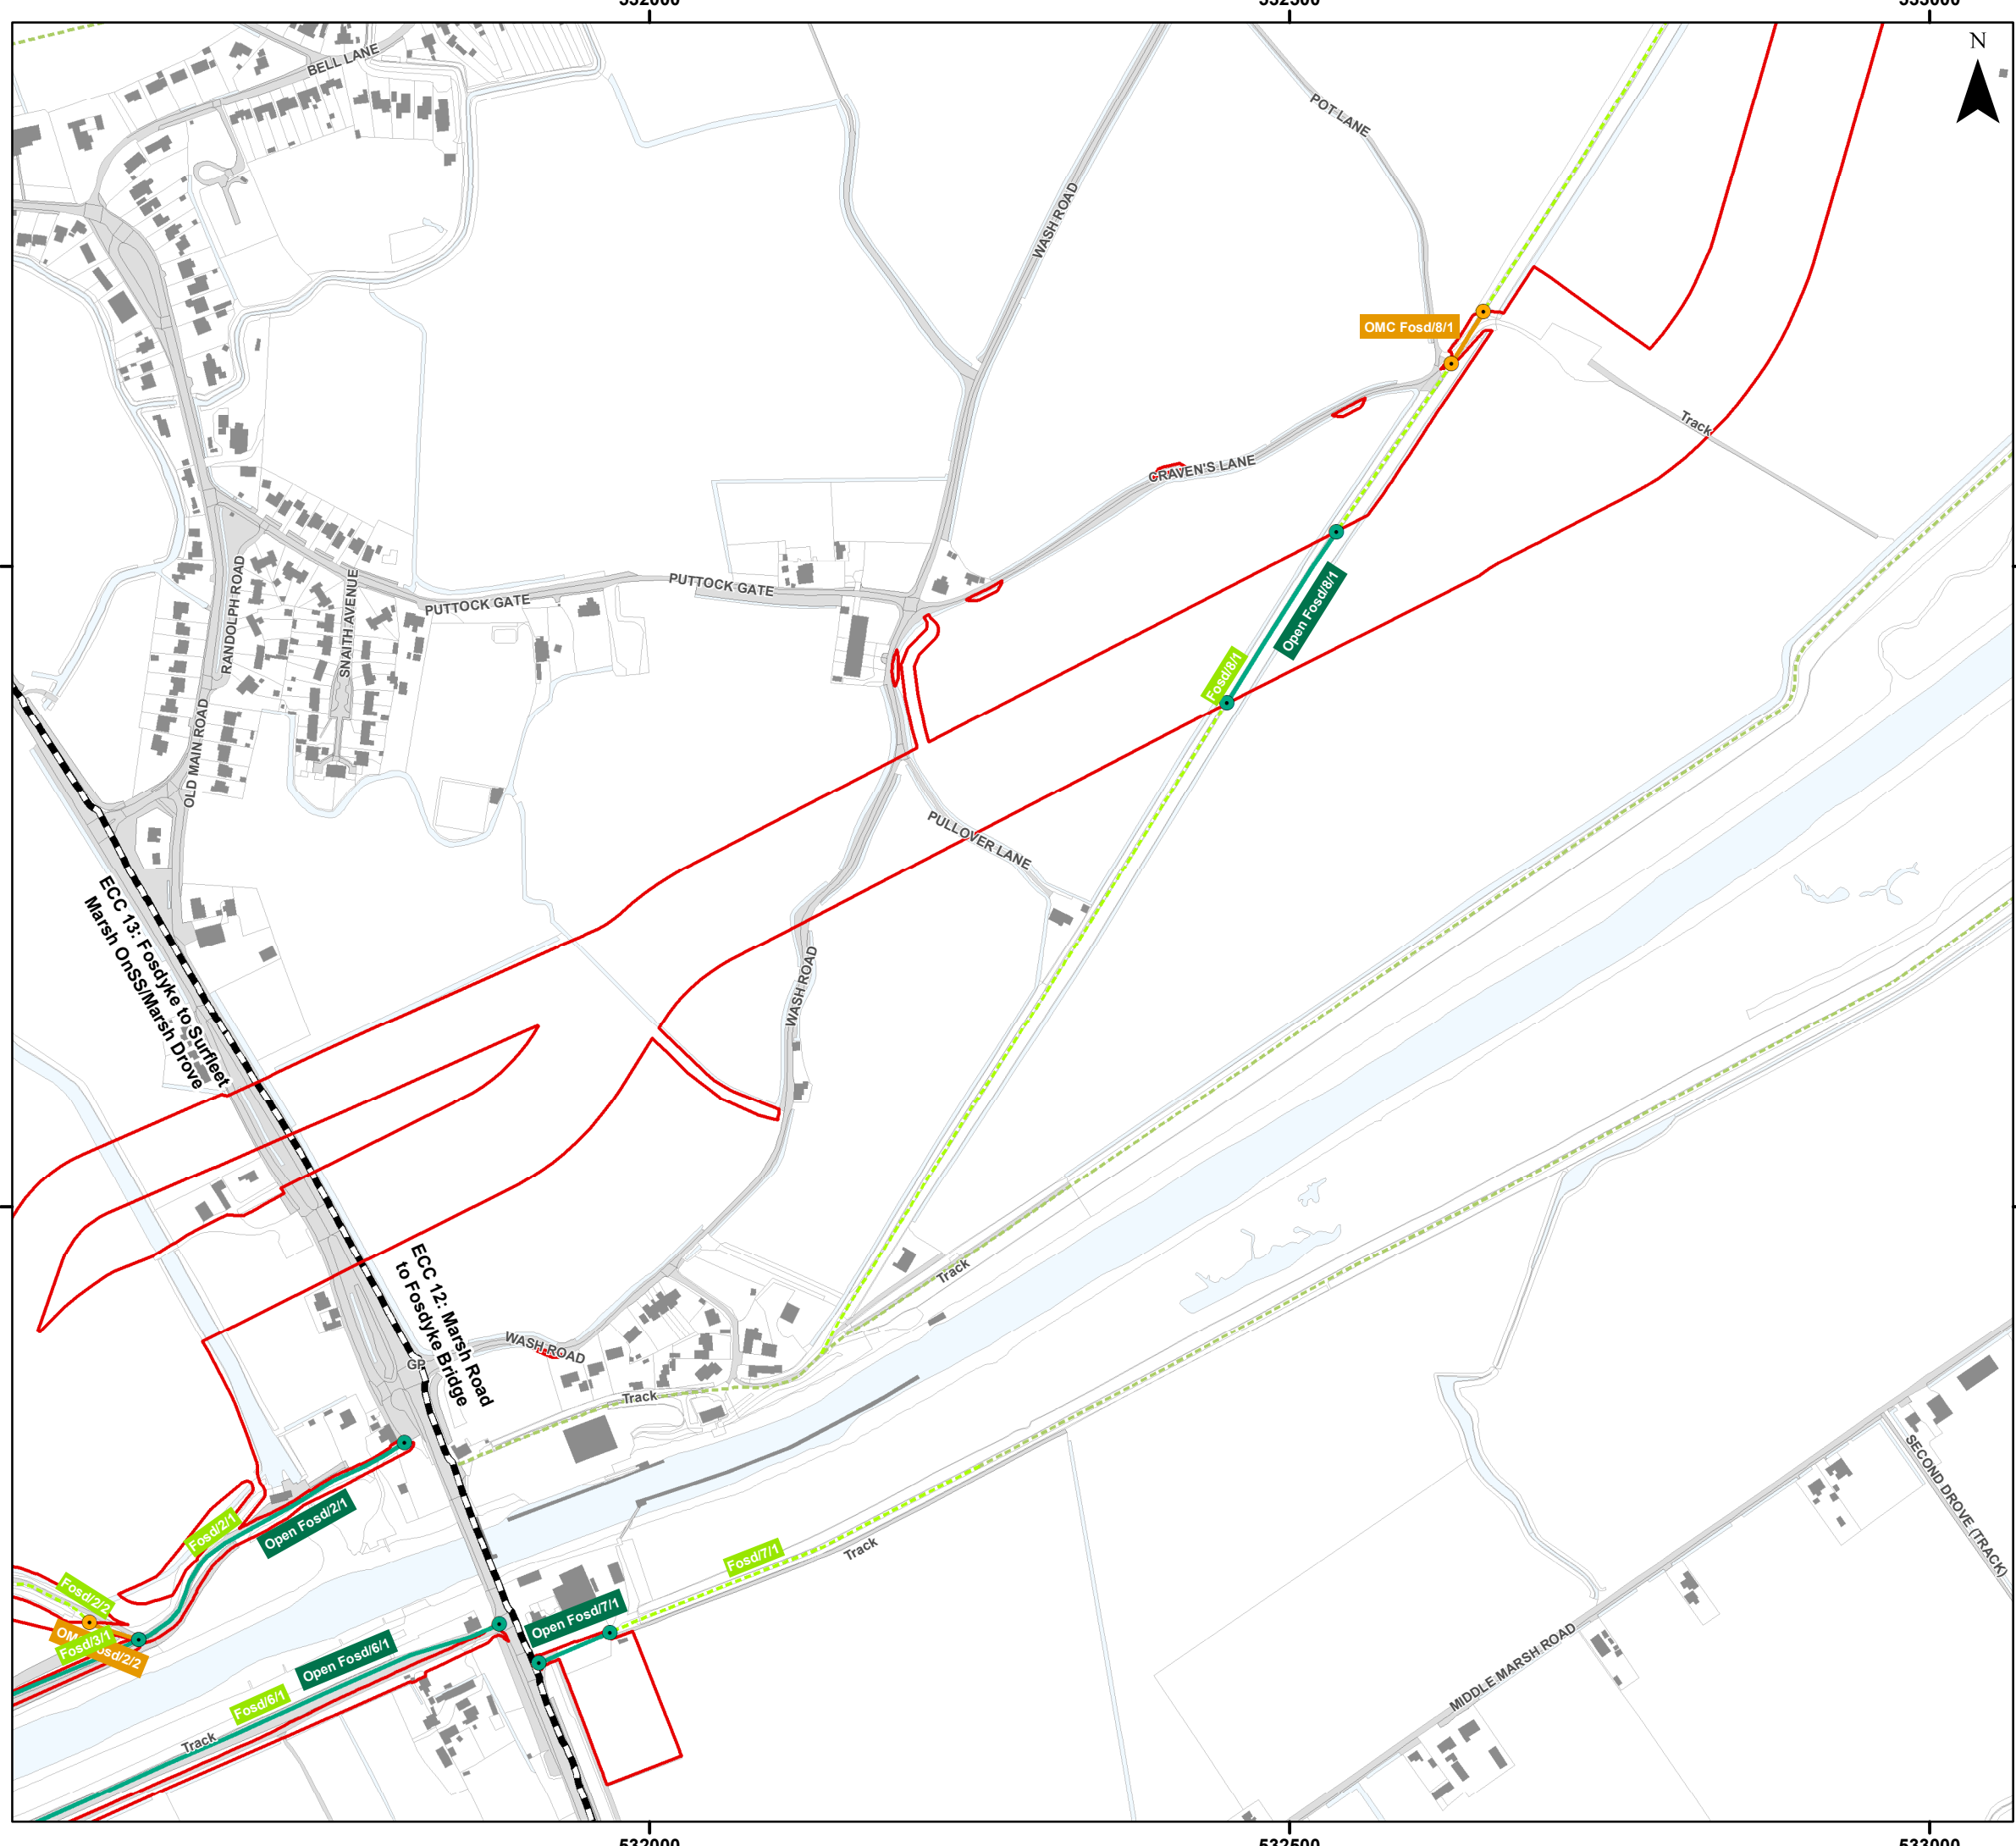 532000
532500
533000
N
BELL LANE
POT LANE
WASH ROAD
OMC Fosd/8/1
Track
CRAVEN'S LANE
PUTTOCK GATE
PUTTOCK GATE
RANDOLPH ROAD
SNAITH AVENUE
Open Fosd/8/1
Fosd/8/1
OLD MAIN ROAD
PULLOVER LANE
ECC 13: Fosdyke to Surfleet
Marsh OnSS/Marsh Drove
WASH ROAD
ECC 12: Marsh Road
to Fosdyke Bridge
Track
GP
WASH ROAD
Track
SECOND DROVE (TRACK)
Fosd/2/1
Open Fosd/2/1
Track
Fosd/7/1
Fosd/2/2
Open Fosd/7/1
Fosd/3/1
Open Fosd/6/1
Fosd/6/1
MIDDLE MARSH ROAD
Track
532000
532500
533000